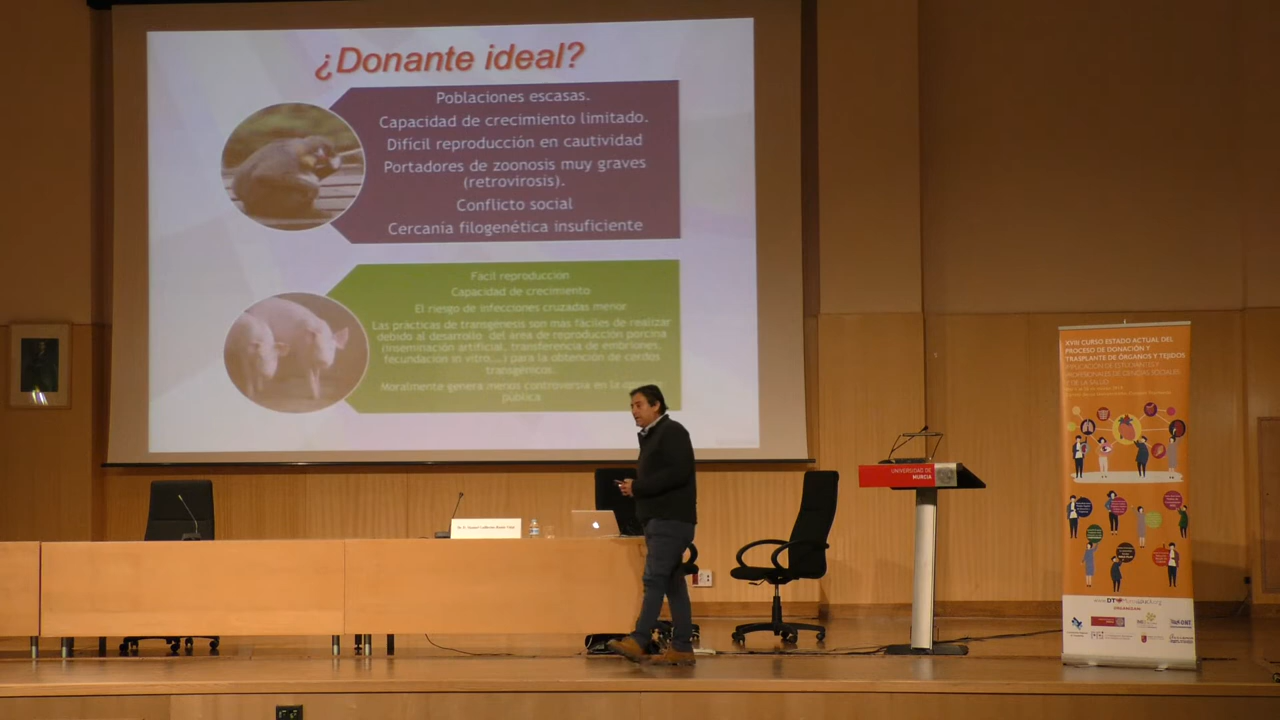 ¿Donante ideal?
Poblaciones escasas.
Capacidad de crecimiento limitado.
Difícil reproducción en cautividad
Portadores de zoonosis muy graves
(retrovirosis).
Conflicto social
Cercanía filogenética insuficiente
Fácil reproducción
Capacidad de crecimiento
El riesgo de infecciones cruzadas menor
Las prácticas de transgénesis son más fáciles de realizar
debido al desarrollo del área de reproducción porcina
(inseminación artificial, transferencia de embriones,
fecundación in vitro,…) para la obtención de cerdos
transgénicos.
Moralmente genera menos controversia en la
pública
UNIVERSIDAD DE
MURCIA
XVIII CURSO ESTADO ACTUAL DEL
PROCESO DE DONACIÓN Y
TRASPLANTE DE ÓRGANOS Y TEJIDOS